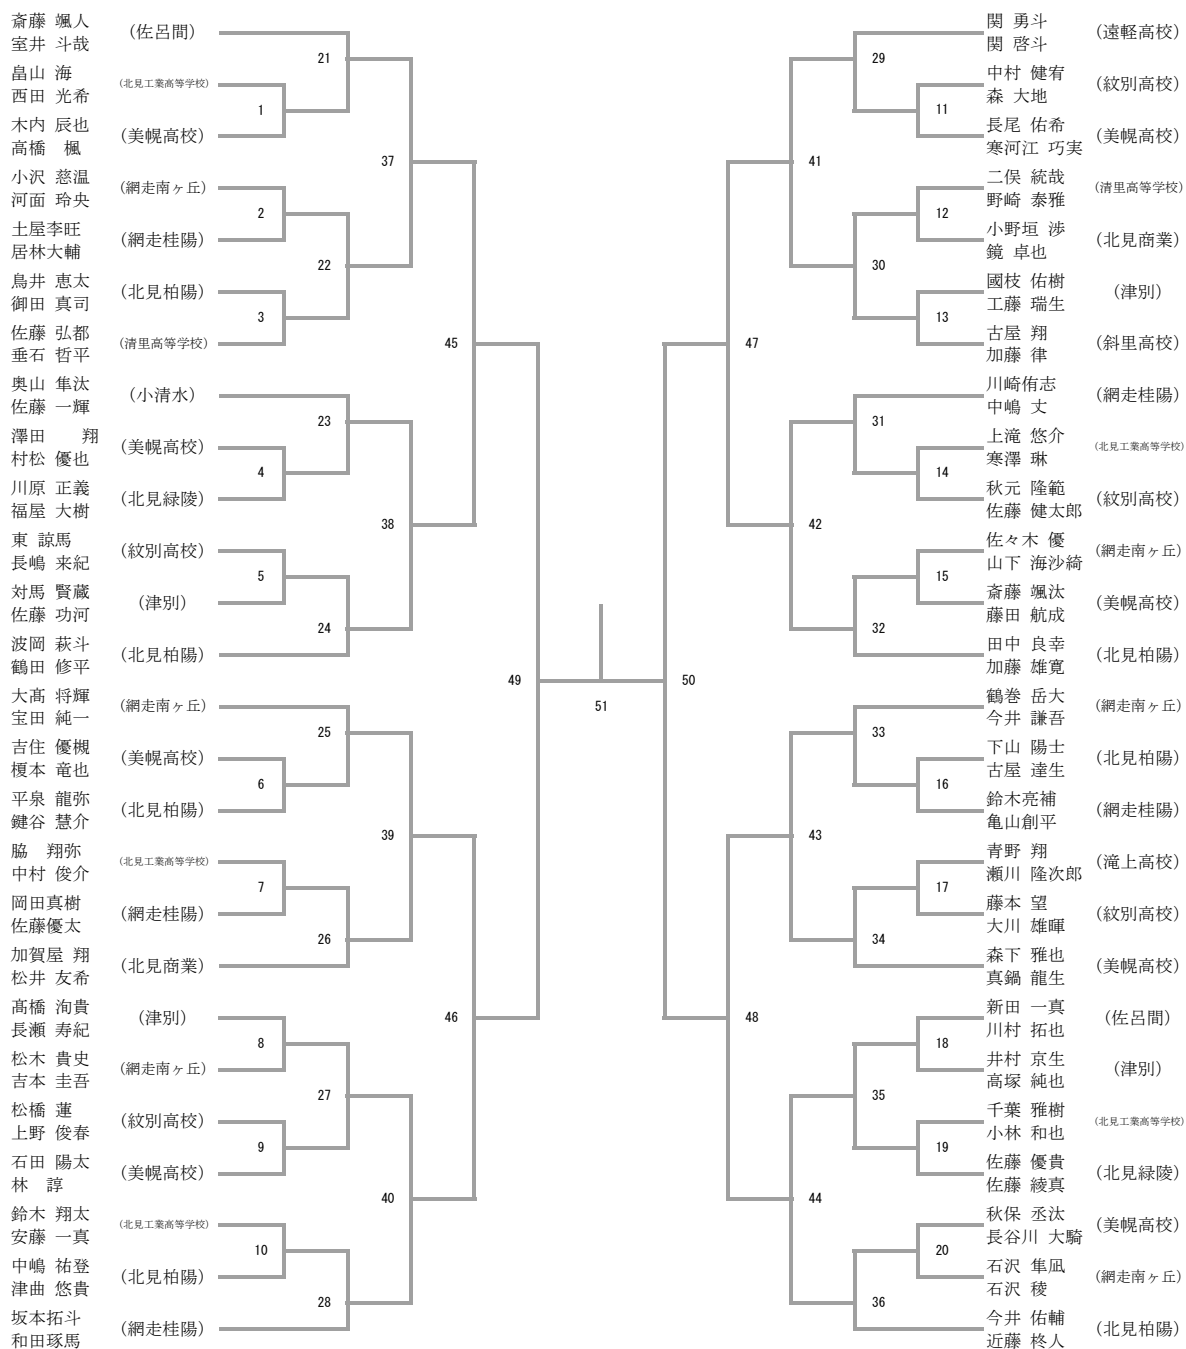 斎藤 颯人
室井 斗哉
(佐呂間)
畠山 海
西田 光希
(北見工業高等学校)
木内 辰也
高橋 楓
(美幌高校)
小沢 慈温
河面 玲央
(網走南ヶ丘)
土屋李旺
居林大輔
(網走桂陽)
鳥井 恵太
御田 真司
(北見柏陽)
佐藤 弘都
垂石 哲平
(清里高等学校)
奥山 隼汰
佐藤 一輝
(小清水)
澤田 翔
村松 優也
(美幌高校)
川原 正義
福屋 大樹
(北見緑陵)
東 諒馬
長嶋 来紀
(紋別高校)
対馬 賢蔵
佐藤 功河
(津別)
波岡 萩斗
鶴田 修平
(北見柏陽)
大髙 将輝
宝田 純一
(網走南ヶ丘)
吉住 優槻
榎本 竜也
(美幌高校)
平泉 龍弥
鍵谷 慧介
(北見柏陽)
脇 翔弥
中村 俊介
(北見工業高等学校)
岡田真樹
佐藤優太
(網走桂陽)
加賀屋 翔
松井 友希
(北見商業)
髙橋 洵貴
長瀬 寿紀
(津別)
松木 貴史
吉本 圭吾
(網走南ヶ丘)
松橋 蓮
上野 俊春
(紋別高校)
石田 陽太
林 諄
(美幌高校)
鈴木 翔太
安藤 一真
(北見工業高等学校)
中嶋 祐登
津曲 悠貴
(北見柏陽)
坂本拓斗
和田琢馬
(網走桂陽)
1
2
3
4
5
6
7
8
9
10
21
22
23
24
25
26
27
28
37
38
39
40
45
46
49
51
50
47
48
41
42
43
44
29
30
31
32
33
34
35
36
11
12
13
14
15
16
17
18
19
20
関 勇斗
関 啓斗
(遠軽高校)
中村 健宥
森 大地
(紋別高校)
長尾 佑希
寒河江 巧実
(美幌高校)
二俣 統哉
野崎 泰雅
(清里高等学校)
小野垣 渉
鏡 卓也
(北見商業)
國枝 佑樹
工藤 瑞生
(津別)
古屋 翔
加藤 律
(斜里高校)
川崎侑志
中嶋 丈
(網走桂陽)
上滝 悠介
寒澤 琳
(北見工業高等学校)
秋元 隆範
佐藤 健太郎
(紋別高校)
佐々木 優
山下 海沙綺
(網走南ヶ丘)
斎藤 颯汰
藤田 航成
(美幌高校)
田中 良幸
加藤 雄寛
(北見柏陽)
鶴巻 岳大
今井 謙吾
(網走南ヶ丘)
下山 陽士
古屋 達生
(北見柏陽)
鈴木亮補
亀山創平
(網走桂陽)
青野 翔
瀬川 隆次郎
(滝上高校)
藤本 望
大川 雄暉
(紋別高校)
森下 雅也
真鍋 龍生
(美幌高校)
新田 一真
川村 拓也
(佐呂間)
井村 京生
高塚 純也
(津別)
千葉 雅樹
小林 和也
(北見工業高等学校)
佐藤 優貴
佐藤 綾真
(北見緑陵)
秋保 丞汰
長谷川 大騎
(美幌高校)
石沢 隼凪
石沢 稜
(網走南ヶ丘)
今井 佑輔
近藤 柊人
(北見柏陽)